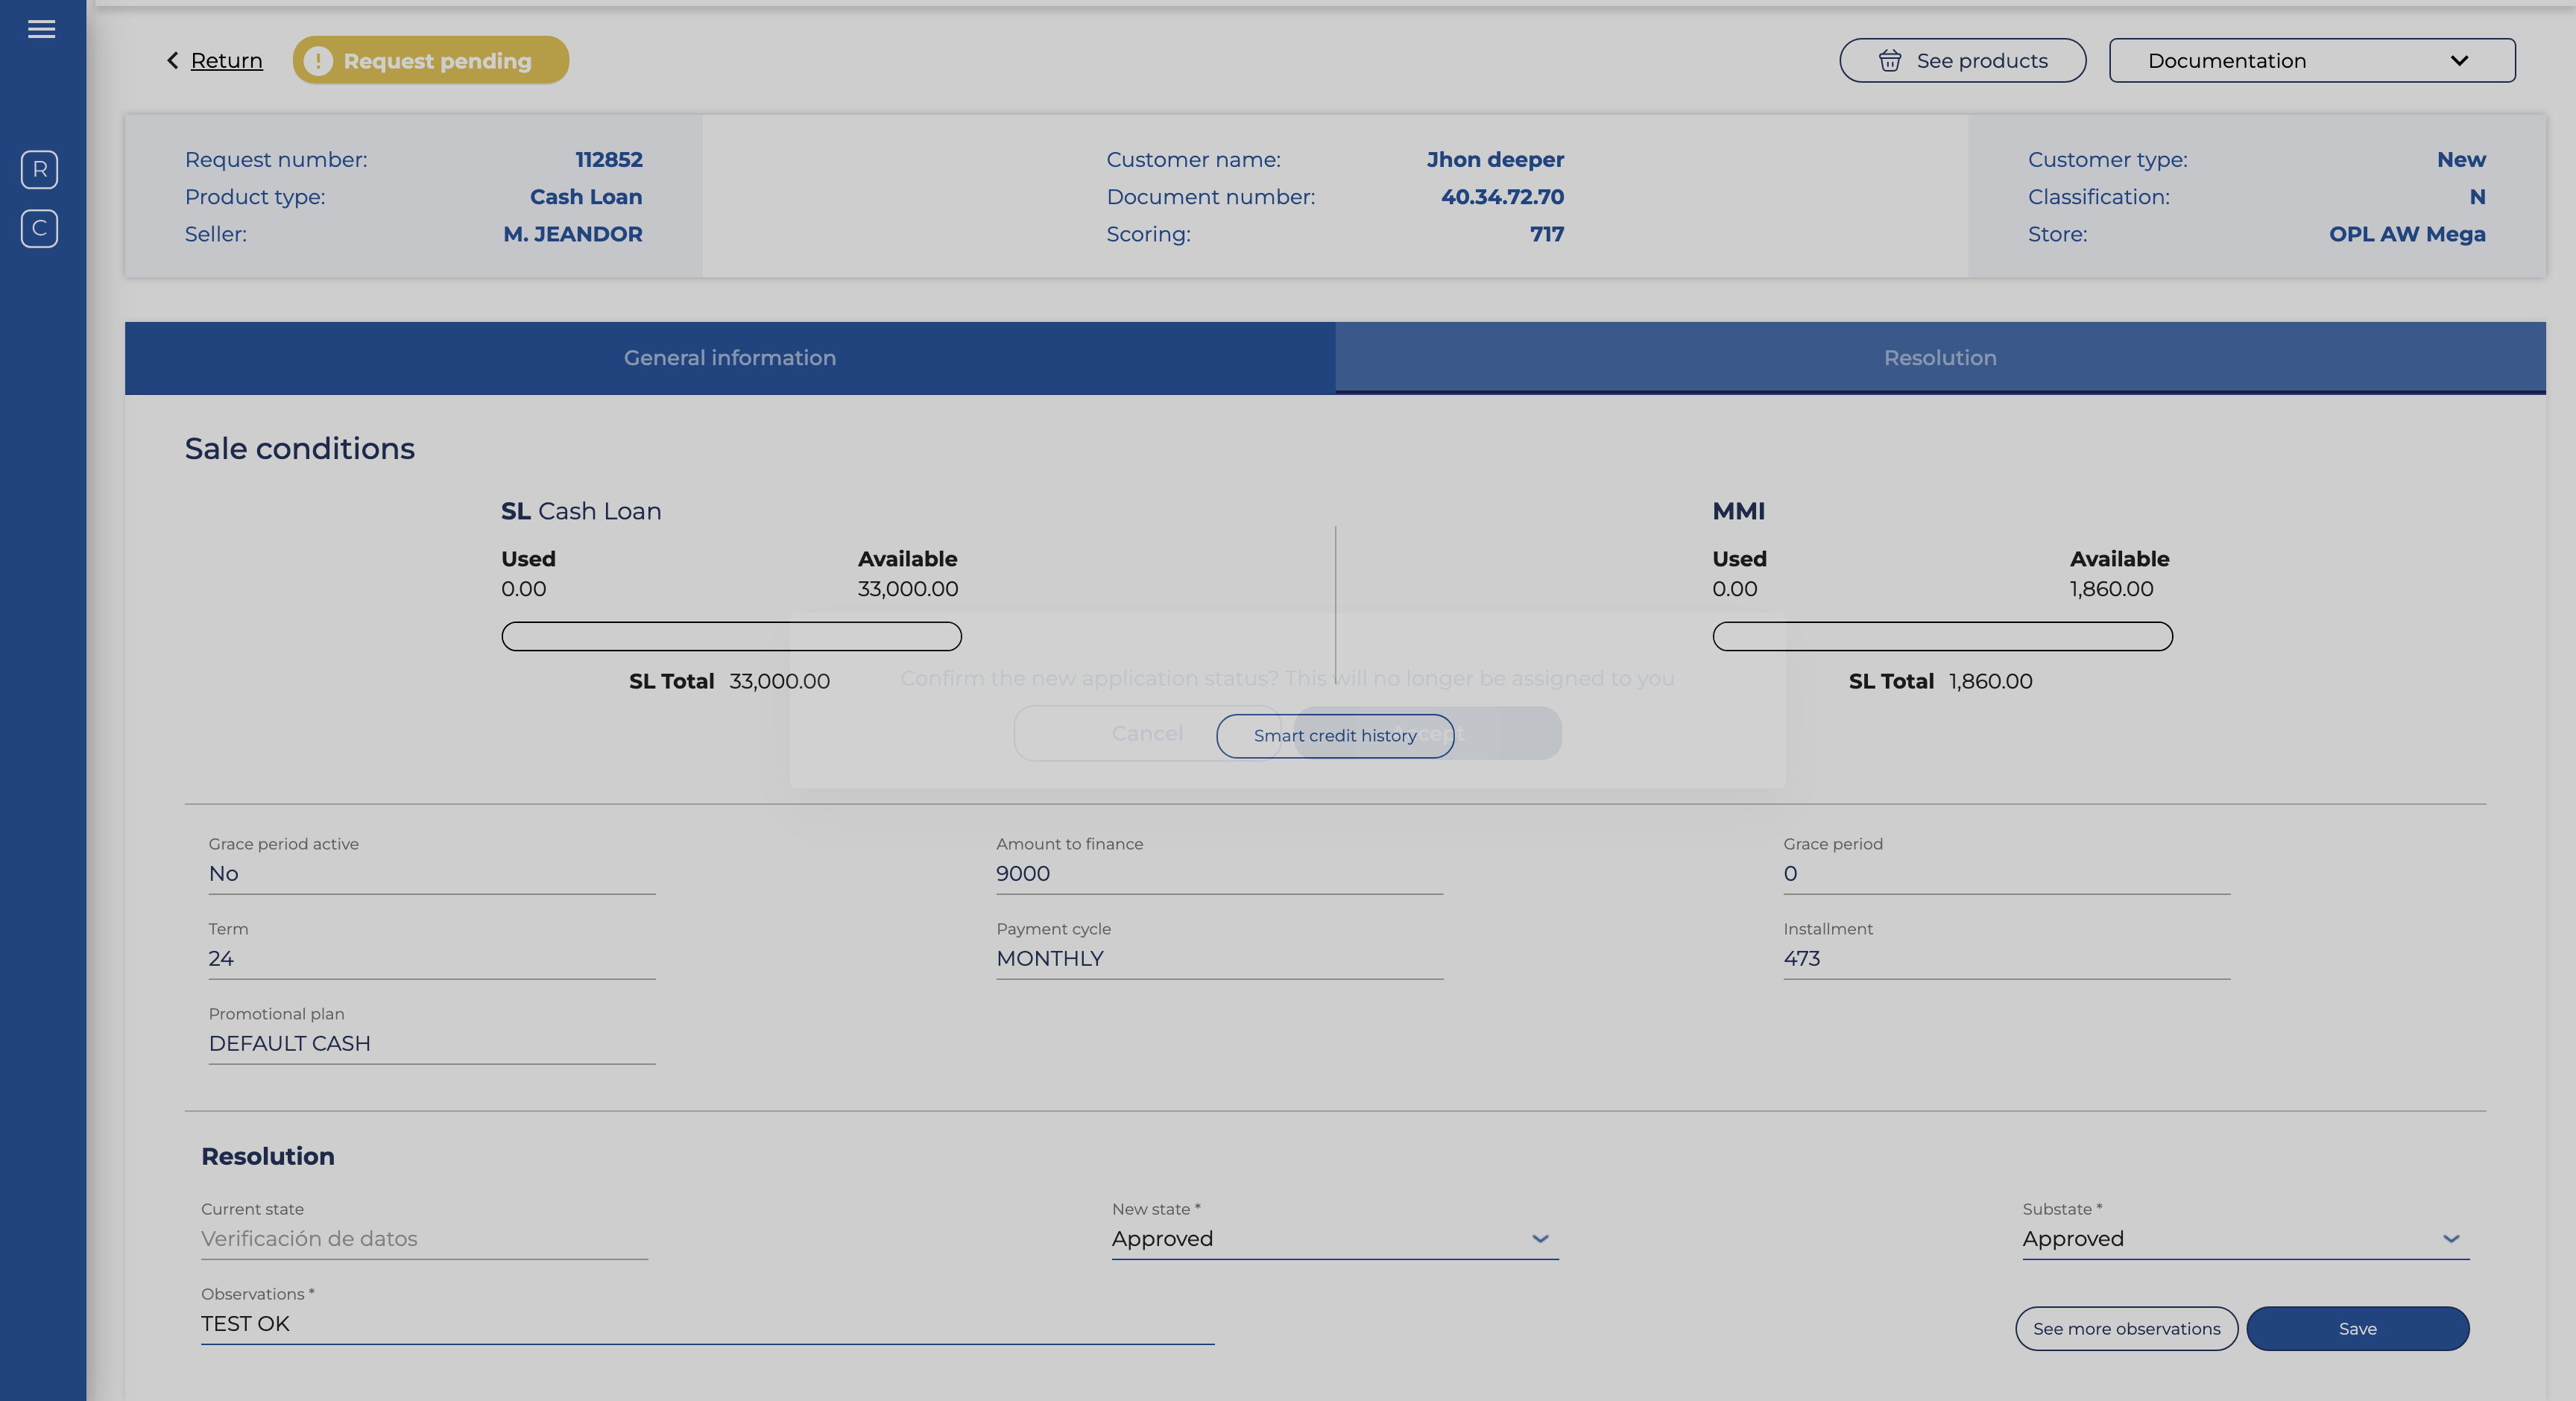 Return
! Request pending
See products
Documentation
R
C
Request number: 112852
Product type: Cash Loan
Seller: M. JEANDOR
Customer name: Jhon deeper
Document number: 40.34.72.70
Scoring: 717
Customer type: New
Classification: N
Store: OPL AW Mega
General information
Resolution
Sale conditions
SL Cash Loan
Used Available
0.00 33,000.00
SL Total 33,000.00
MMI
Used Available
0.00 1,860.00
SL Total 1,860.00
Confirm the new application status? This will no longer be assigned to you
Cancel
Smart credit history
Grace period active
No
Amount to finance
9000
Grace period
0
Term
24
Payment cycle
MONTHLY
Installment
473
Promotional plan
DEFAULT CASH
Resolution
Current state
Verificación de datos
New state *
Approved
Substate *
Approved
Observations *
TEST OK
See more observations
Save